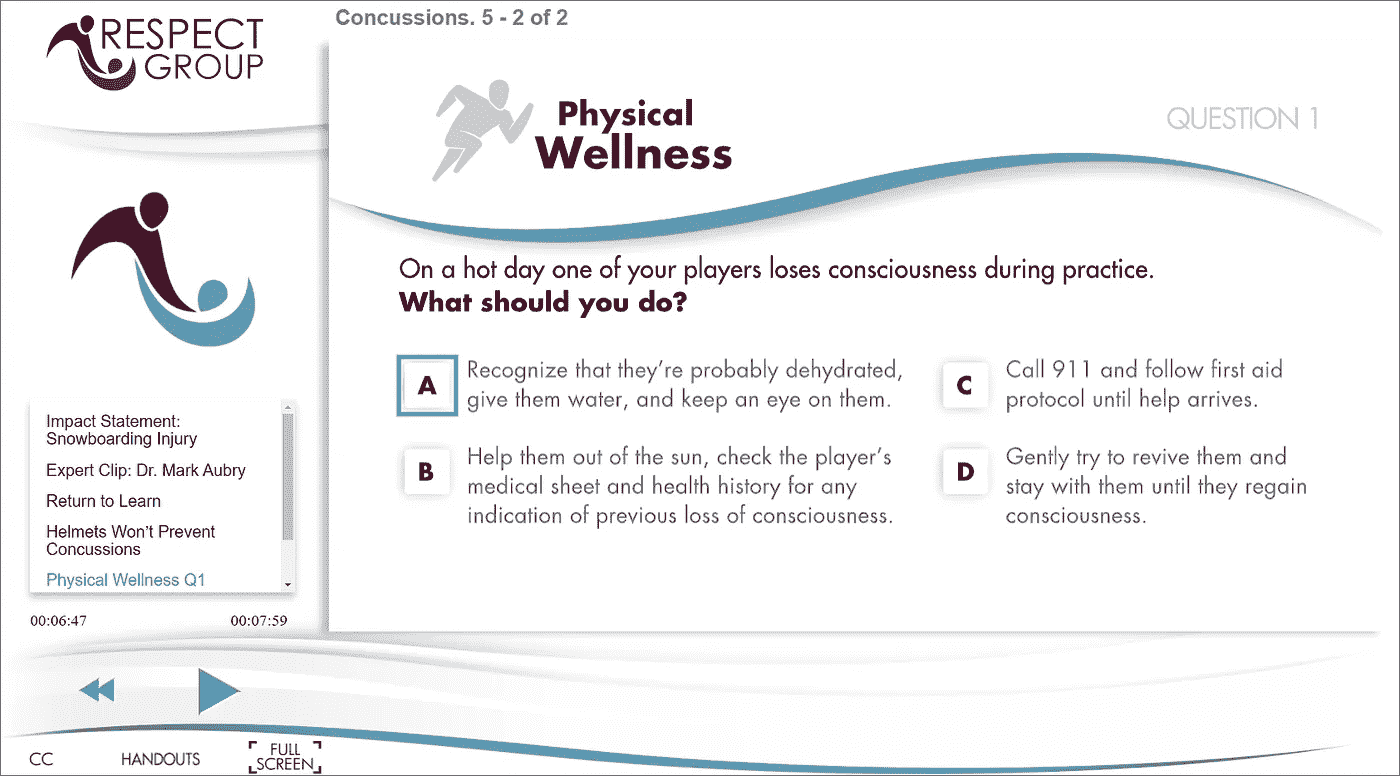 RESPECT
GROUP
Concussions. 5 - 2 of 2
Physical
Wellness
QUESTION 1
On a hot day one of your players loses consciousness during practice.
What should you do?
A
Recognize that they're probably dehydrated,
give them water, and keep an eye on them.
B
Help them out of the sun, check the player's
medical sheet and health history for any
indication of previous loss of consciousness.
C
Call 911 and follow first aid
protocol until help arrives.
D
Gently try to revive them and
stay with them until they regain
consciousness.
Impact Statement:
Snowboarding Injury
Expert Clip: Dr. Mark Aubry
Return to Learn
Helmets Won't Prevent
Concussions
Physical Wellness Q1
00:06:47
00:07:59
CC
HANDOUTS
FULL
SCREEN